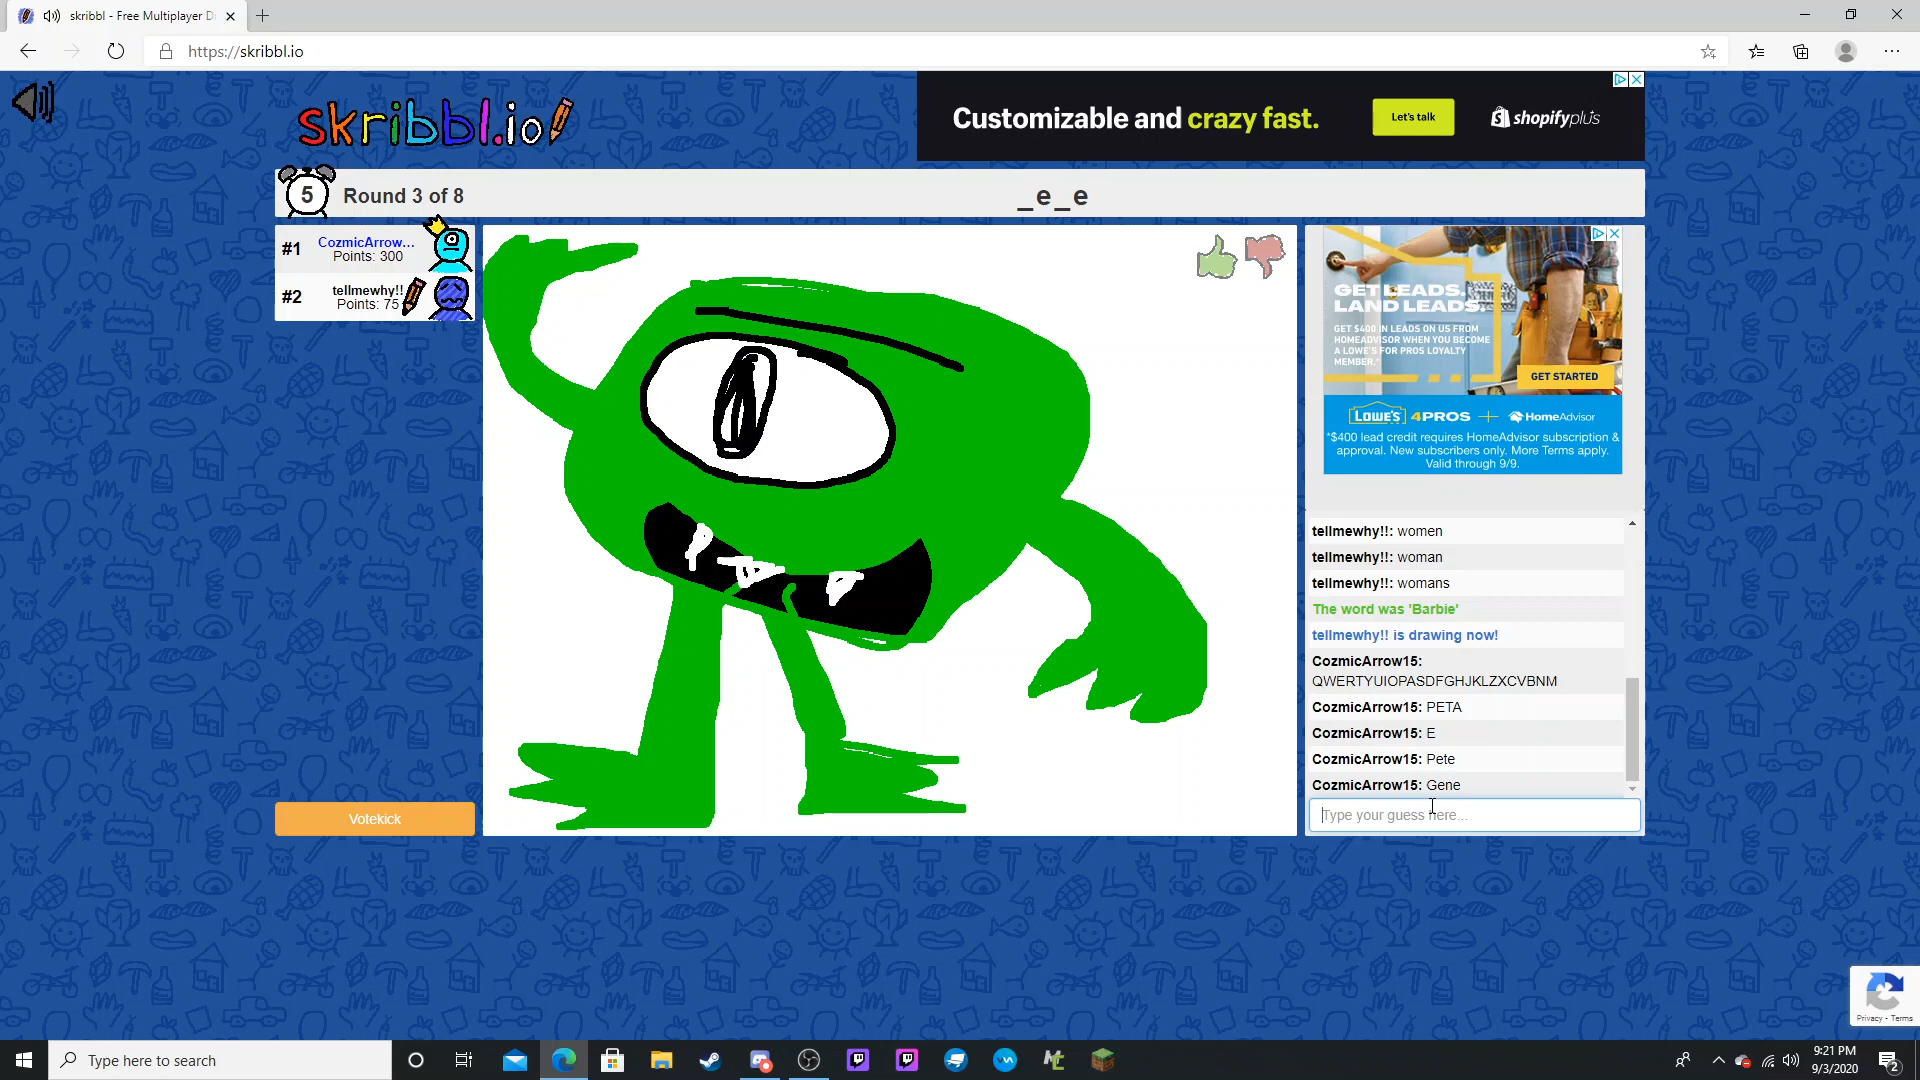 skribbl - Free Multiplayer D
https://skribbl.io
skribbl.io
Customizable and crazy fast.
Let's talk
shopifyplus
5
Round 3 of 8
_e_e
#1
CozmicArrow...
Points: 300
#2
tellmewhy!!
Points: 75
Votekick
GET LEADS.
LAND LEADS.
GET $400 IN LEADS ON US FROM
HOMEADVISOR WHEN YOU BECOME
A LOWE'S FOR PROS LOYALTY
MEMBER.*
GET STARTED
LOWE'S 4PROS + HomeAdvisor
*$400 lead credit requires HomeAdvisor subscription &
approval. New subscribers only. More Terms apply.
Valid through 9/9.
tellmewhy!!: women
tellmewhy!!: woman
tellmewhy!!: womans
The word was 'Barbie'
tellmewhy!! is drawing now!
CozmicArrow15:
QWERTYUIOPASDFGHJKLZXCVBNM
CozmicArrow15: PETA
CozmicArrow15: E
CozmicArrow15: Pete
CozmicArrow15: Gene
Type your guess here...
Privacy - Terms
Type here to search
9:21 PM
9/3/2020
2